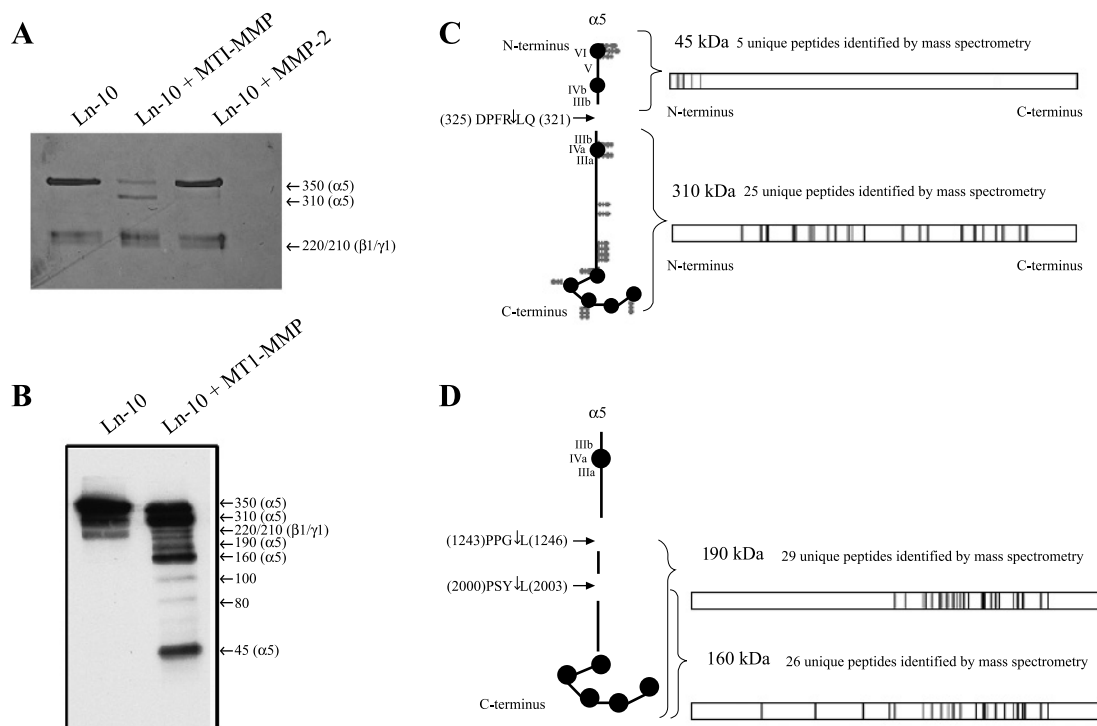 A
Ln-10
Ln-10 + MTI-MMP
Ln-10 + MMP-2
←350 (α5)
←310 (α5)
←220/210 (β1/γ1)
B
Ln-10
Ln-10 + MT1-MMP
←350 (α5)
←310 (α5)
←220/210 (β1/γ1)
←190 (α5)
←160 (α5)
←100
←80
←45 (α5)
C
α5
N-terminus
VI
V
IVb
IIIb
(325) DPFR↓LQ (321)
IIIb
IVa
IIIa
C-terminus
45 kDa 5 unique peptides identified by mass spectrometry
N-terminus C-terminus
310 kDa 25 unique peptides identified by mass spectrometry
N-terminus C-terminus
D
α5
IIIb
IVa
IIIa
(1243)PPG↓L(1246)
(2000)PSY↓L(2003)
C-terminus
190 kDa 29 unique peptides identified by mass spectrometry
160 kDa 26 unique peptides identified by mass spectrometry